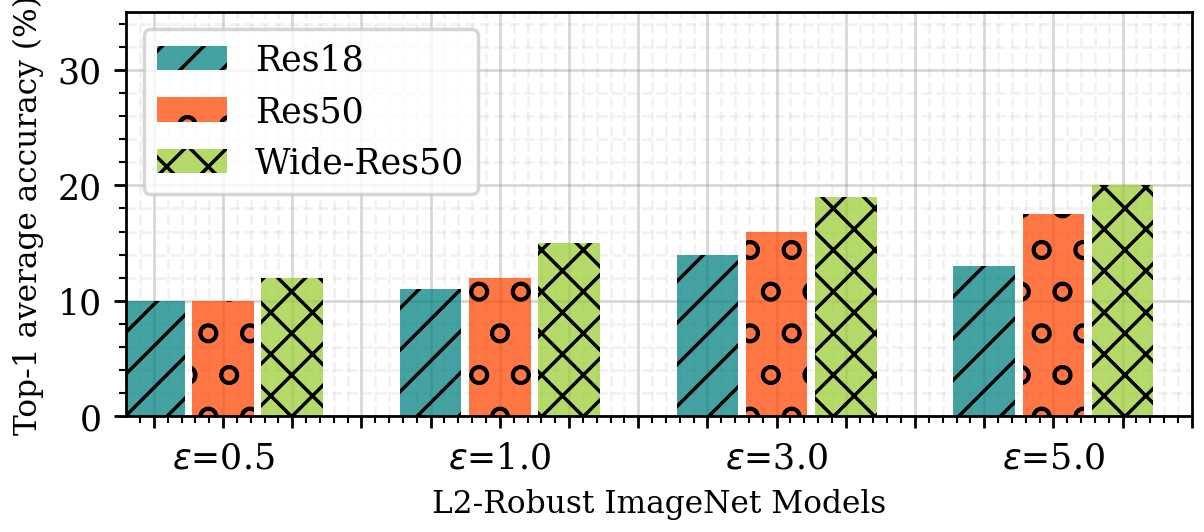 Top-1 average accuracy (%)
30
20
10
0
Res18
Res50
Wide-Res50
ε=0.5
ε=1.0
ε=3.0
ε=5.0
L2-Robust ImageNet Models